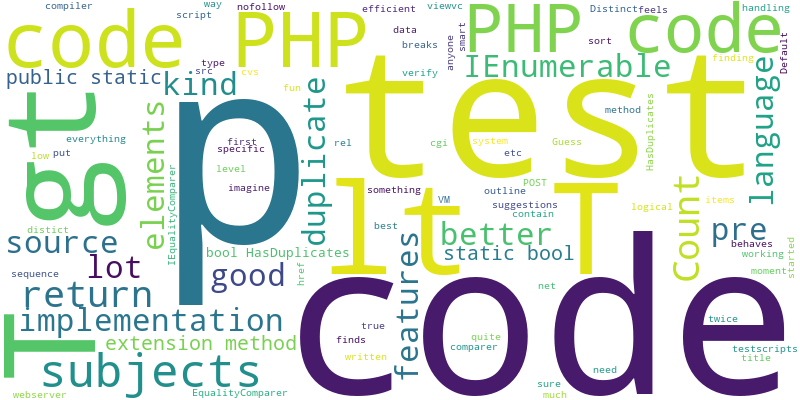 compiler
way
nofollow
efficient
viewvc
Distinct
feels
handling
script
data
code
PHP
PHP code
type
breaks
anyone
smart
sort
Default
public static
src
cvs
verify
IEnumerable
finding
kind
fun
test
language
gt
p
duplicate
method
HasDuplicates
everything
elements
first
specific
rel
cgi
system
Guess
etc
low
put
level
imagine
something
VM
POST
outline
suggestions
contain
logical
items
lt
T
Count
distict
IEqualityComparer
best
better
pre
source
bool HasDuplicates
static bool
behaves
working
sequence
lot
good
href
features
net
moment
started
return
code
T
implementation
true
quite
twice
extension method
finds
comparer
testscripts
subjects
written
title
webserver
EqualityComparer
sure
much
need